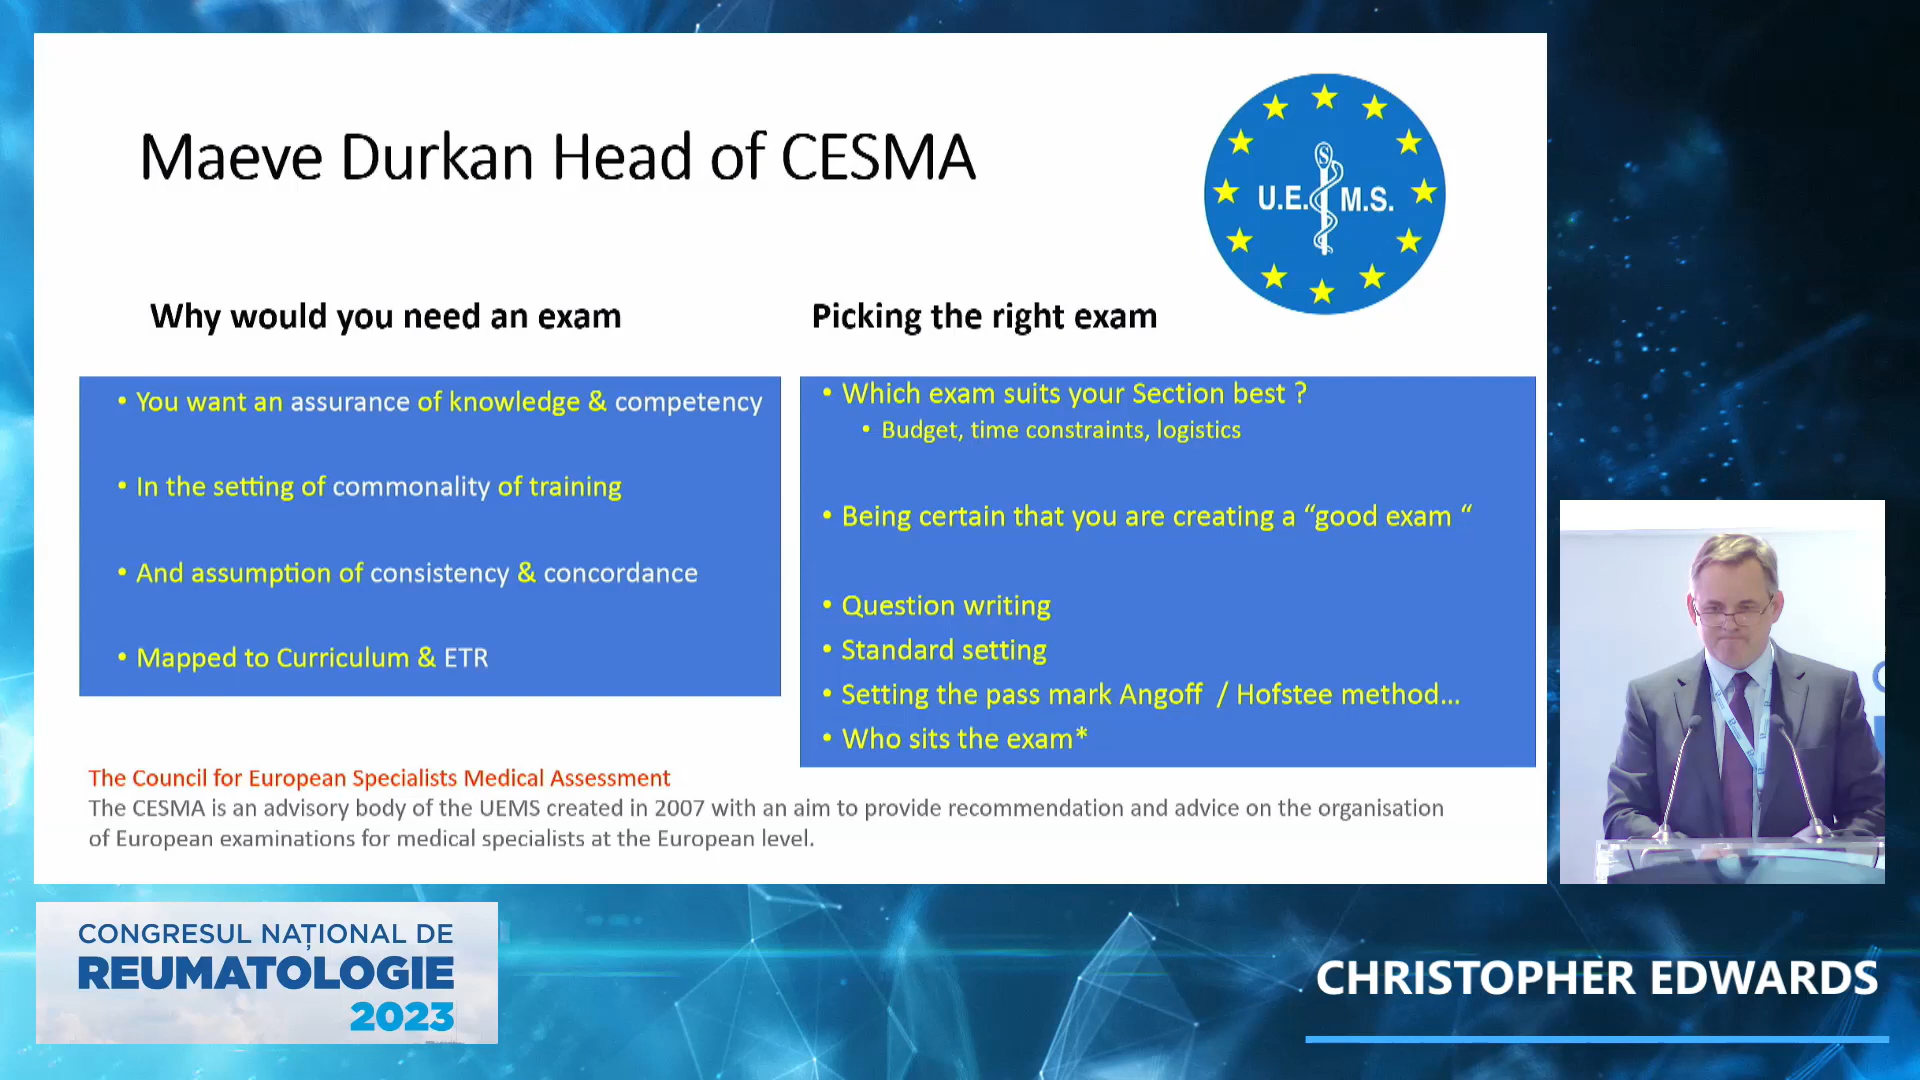 Maeve Durkan Head of CESMA
U.E. M.S.
S
Why would you need an exam
• You want an assurance of knowledge & competency
• In the setting of commonality of training
• And assumption of consistency & concordance
• Mapped to Curriculum & ETR
Picking the right exam
• Which exam suits your Section best ?
• Budget, time constraints, logistics
• Being certain that you are creating a “good exam “
• Question writing
• Standard setting
• Setting the pass mark Angoff / Hofstee method...
• Who sits the exam*
The Council for European Specialists Medical Assessment
The CESMA is an advisory body of the UEMS created in 2007 with an aim to provide recommendation and advice on the organisation
of European examinations for medical specialists at the European level.
CONGRESUL NAȚIONAL DE
REUMATOLOGIE
2023
CHRISTOPHER EDWARDS